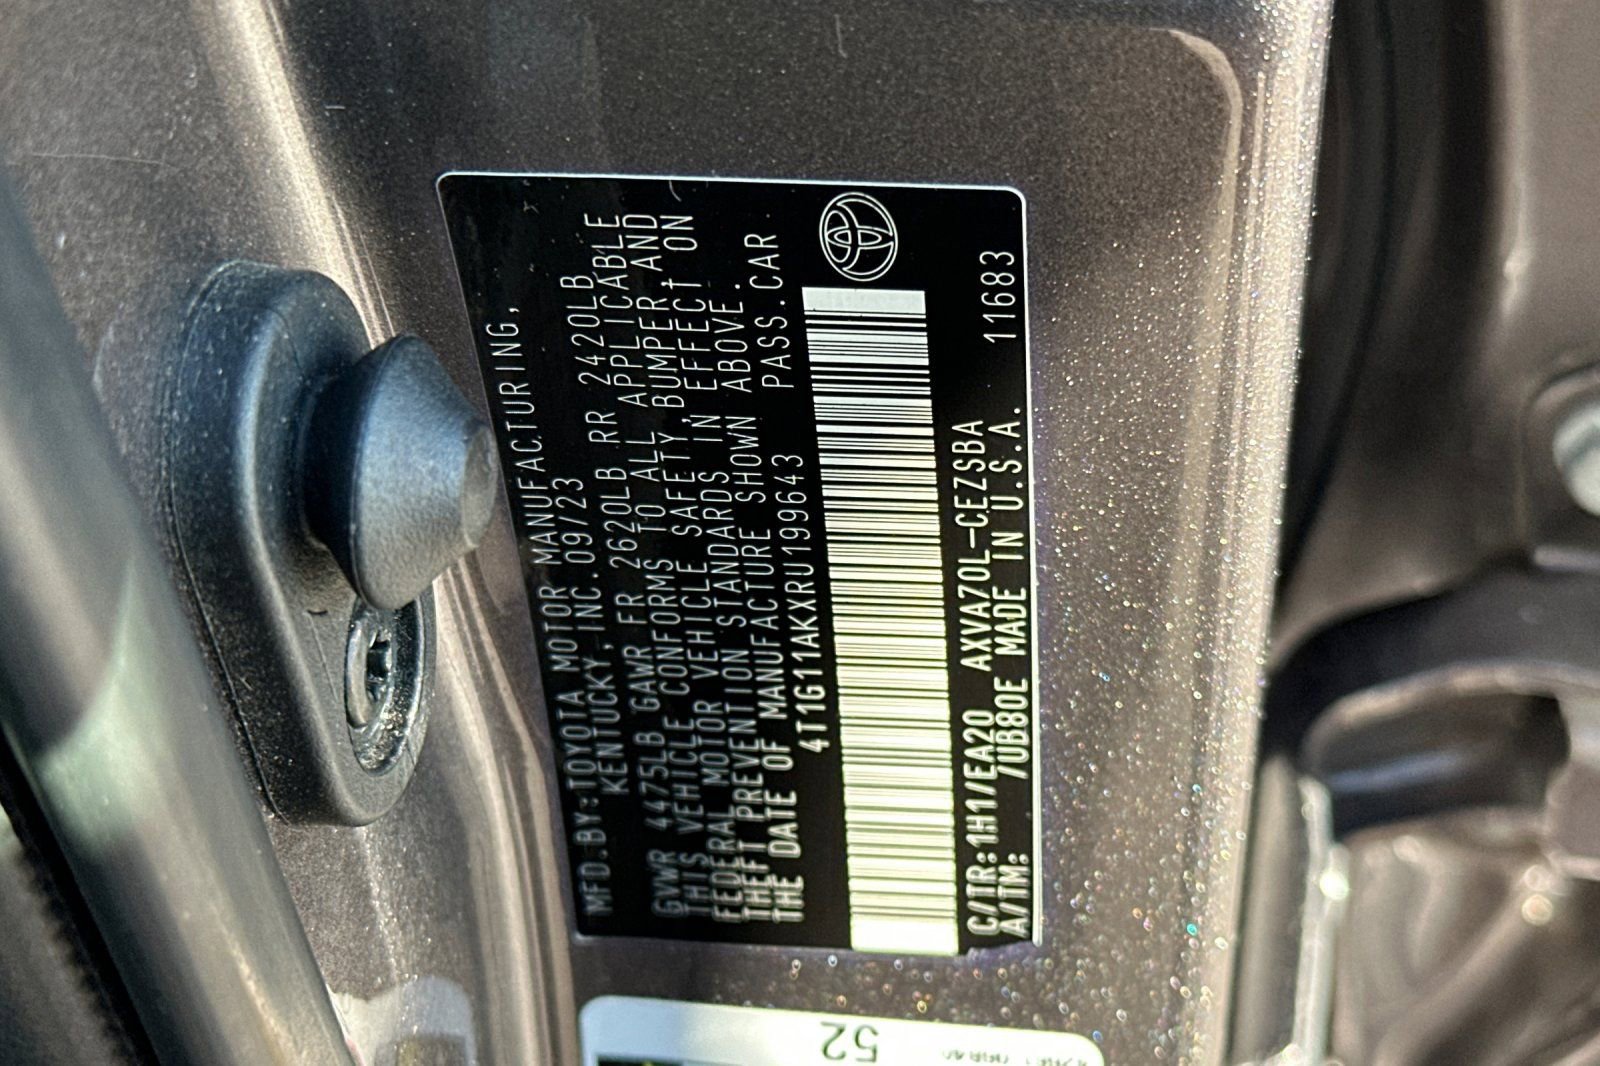 MFD.BY:TOYOTA MOTOR MANUFACTURING,
KENTUCKY, INC. 09/23
GVWR 4475LB GAWR FR 2620LB RR 2420LB
THIS VEHICLE CONFORMS TO ALL APPLICABLE
FEDERAL MOTOR VEHICLE SAFETY, BUMPER, AND
THEFT PREVENTION STANDARDS IN EFFECT ON
THE DATE OF MANUFACTURE SHOWN ABOVE.
4T1G11AKXRU199643 PASS.CAR
C/TR:1H1/EA20 AXVA70L-CEZSBA 11683
A/TM: /UB80E MADE IN U.S.A.
52